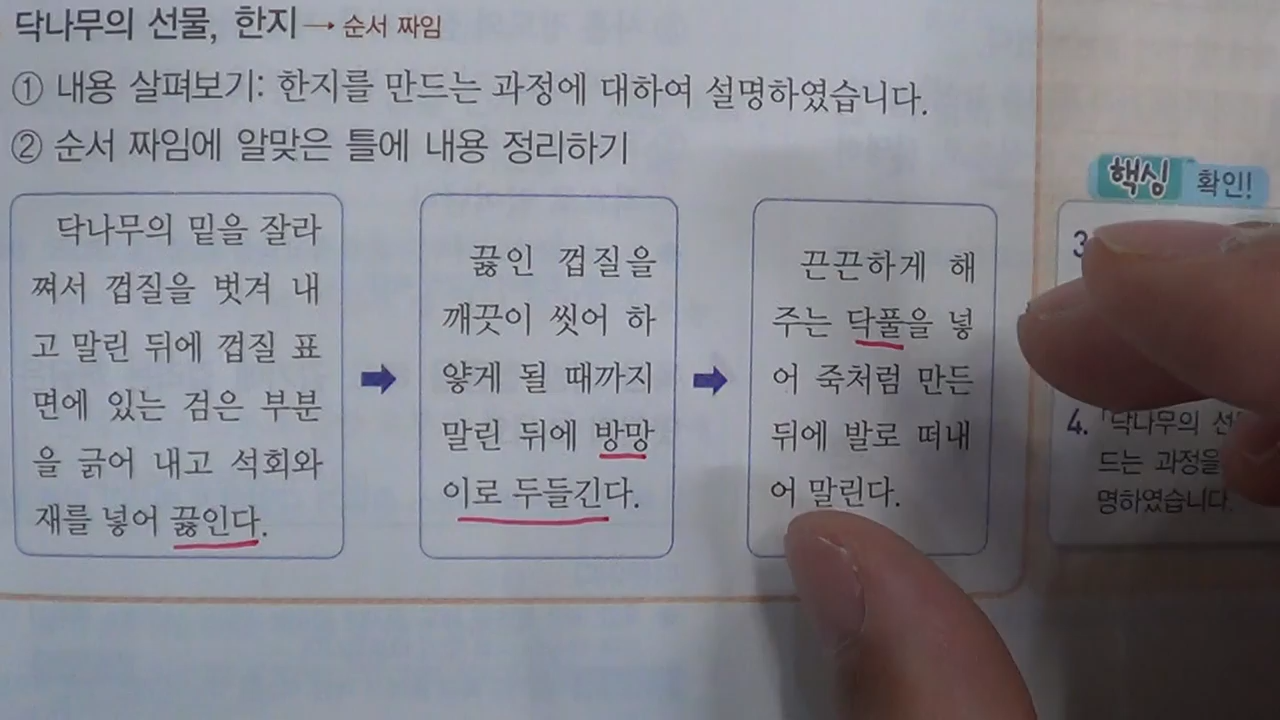 닥나무의 선물, 한지→ 순서 짜임
① 내용 살펴보기: 한지를 만드는 과정에 대하여 설명하였습니다.
② 순서 짜임에 알맞은 틀에 내용 정리하기
닥나무의 밑을 잘라
쪄서 껍질을 벗겨 내
고 말린 뒤에 껍질 표
면에 있는 검은 부분
을 긁어 내고 석회와
재를 넣어 끓인다.
끓인 껍질을
깨끗이 씻어 하
얗게 될 때까지
말린 뒤에 방망
이로 두들긴다.
끈끈하게 해
주는 닥풀을 넣
어 죽처럼 만든
뒤에 발로 떠내
어 말린다.
핵심 확인!
3
4. 「닥나무의 선
드는 과정을
명하였습니다.